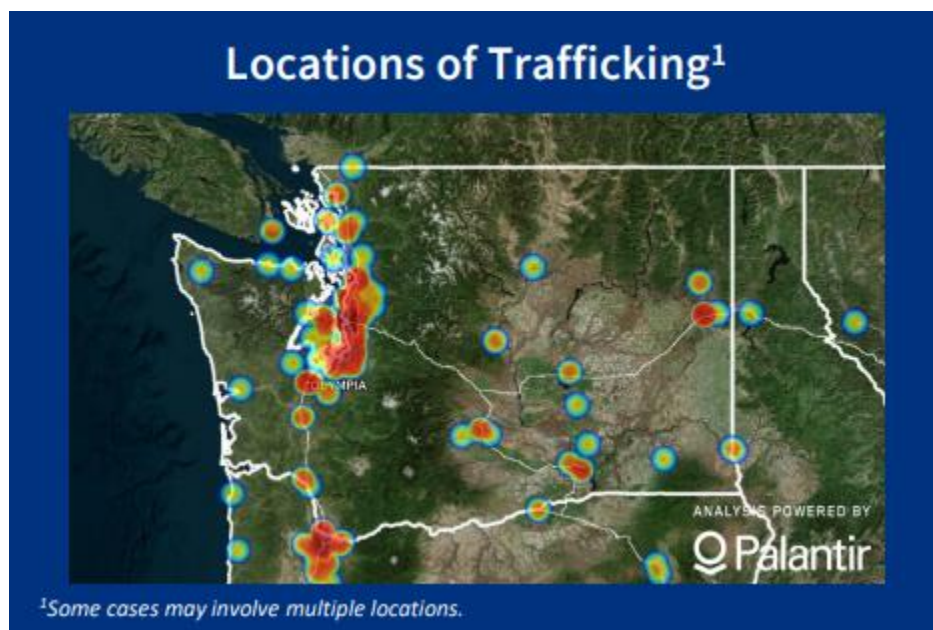 Locations of Trafficking¹
OLYMPIA
ANALYSIS POWERED BY
Palantir
¹Some cases may involve multiple locations.